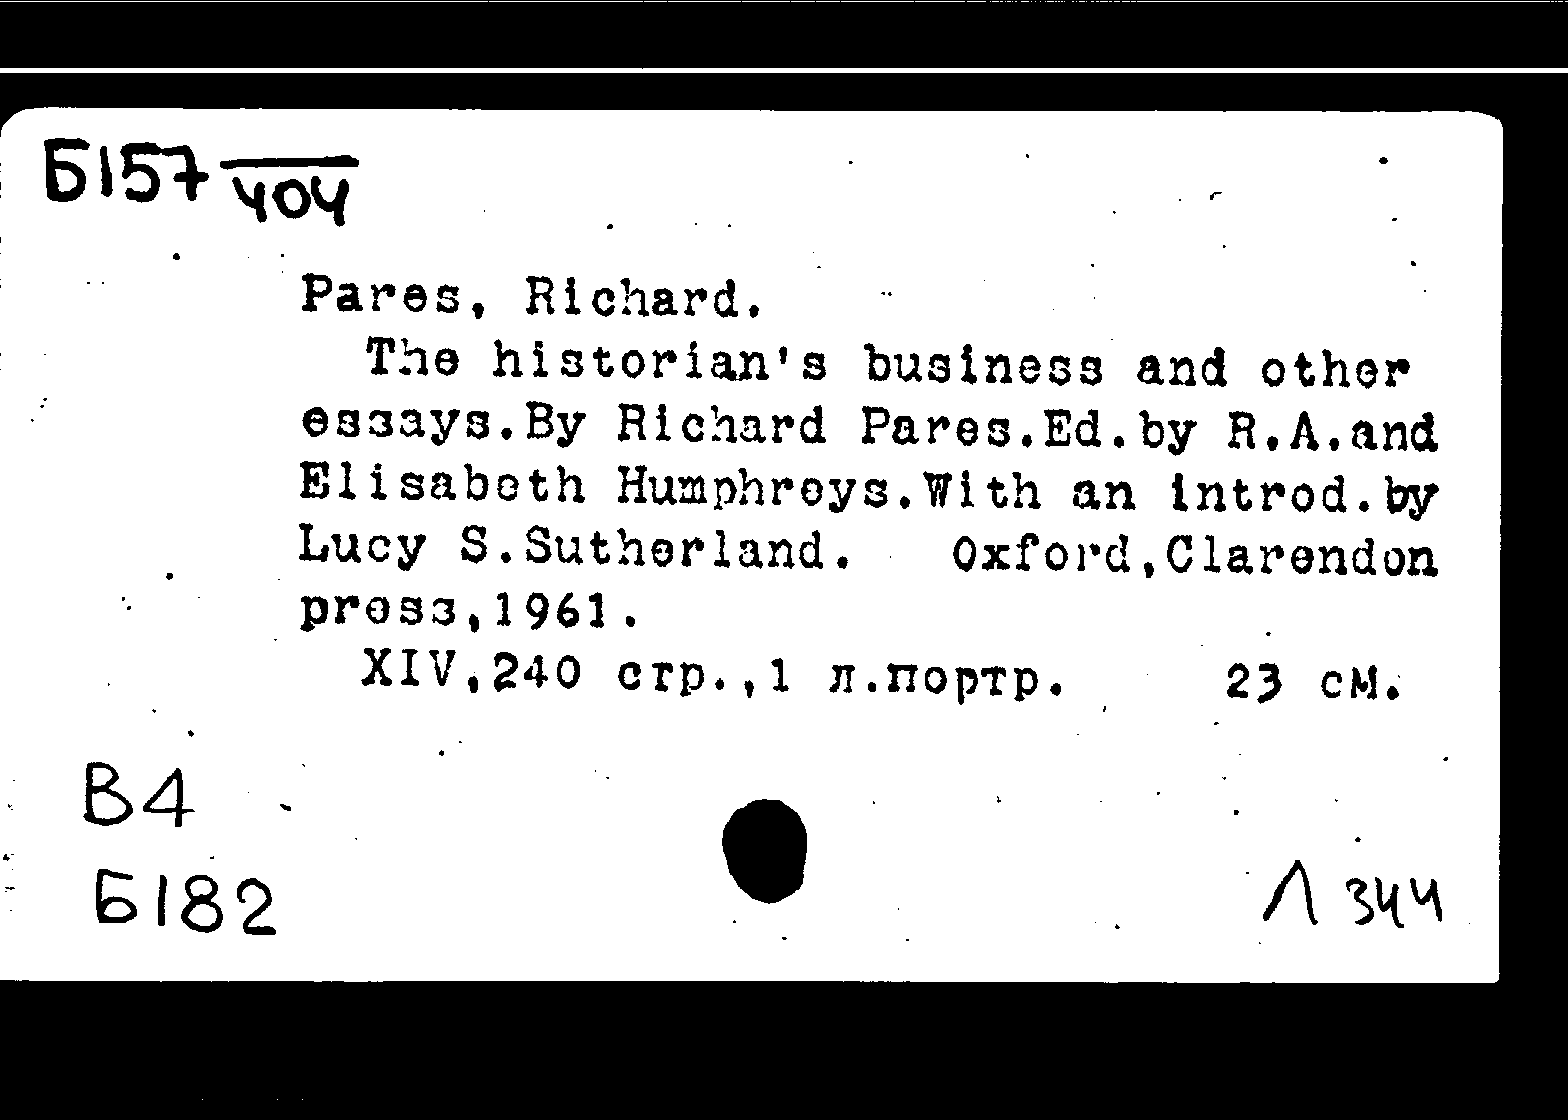 Б157 404
Pares, Richard.
The historian's business and other
essays.By Richard Pares.Ed.by R.A.and
Elisabeth Humphreys.With an introd.by
Lucy S.Sutherland. Oxford,Clarendon
press,1961.
XIV,240 стр.,1 л.портр. 23 см.
В4
Б182
Л 344